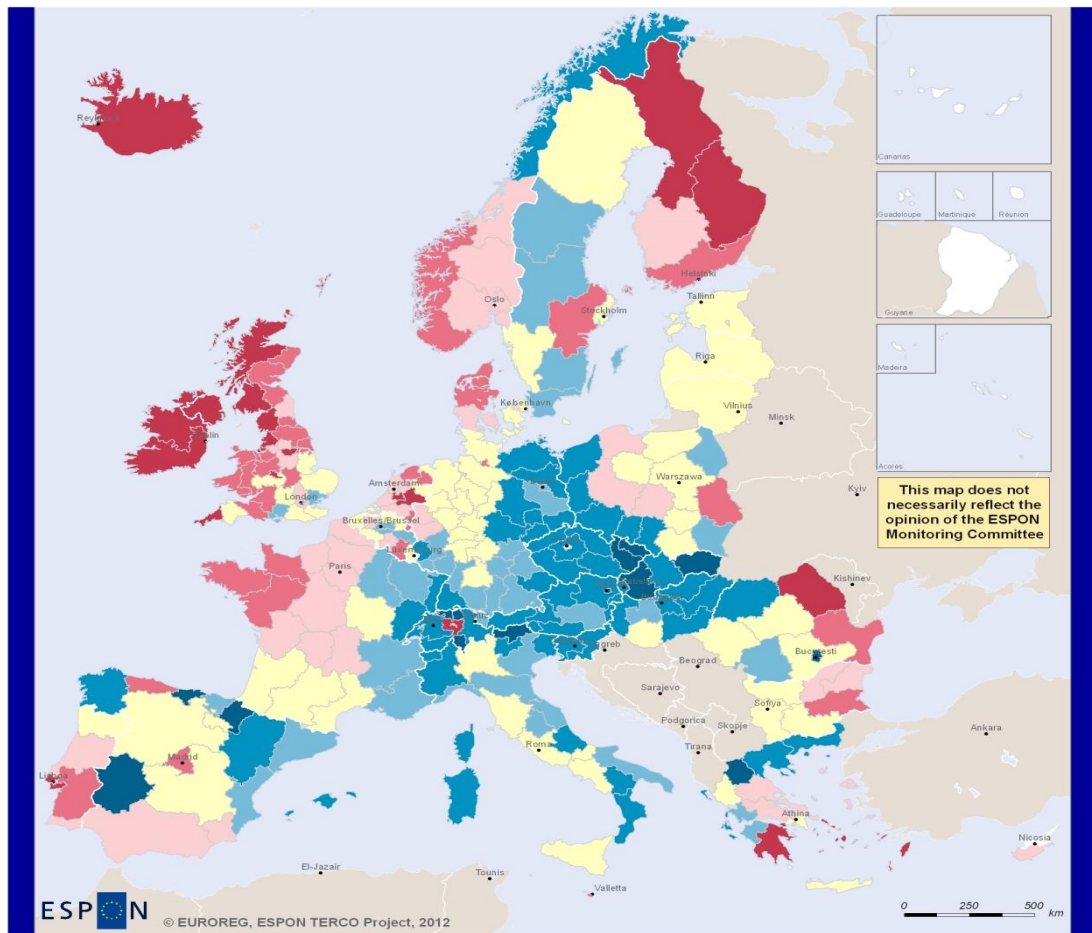 Reykjavik
Canarias
Guadeloupe
Martinique
Réunion
Guyane
Madeira
Acores
Helsinki
Oslo
Tallinn
Stockholm
Riga
København
Vilnius
Minsk
Dublin
London
Amsterdam
Warszawa
Kyiv
Bruxelles/Brussel
Luxembourg
This map does not
necessarily reflect the
opinion of the ESPON
Monitoring Committee
Paris
Kishinev
Zagreb
Beograd
Bucuresti
Sarajevo
Sofiya
Podgorica
Skopje
Roma
Tirana
Ankara
Madrid
Lisboa
Athina
Nicosia
El-Jazair
Tounis
Valletta
ESPON
© EUROREG, ESPON TERCO Project, 2012
0 250 500 km